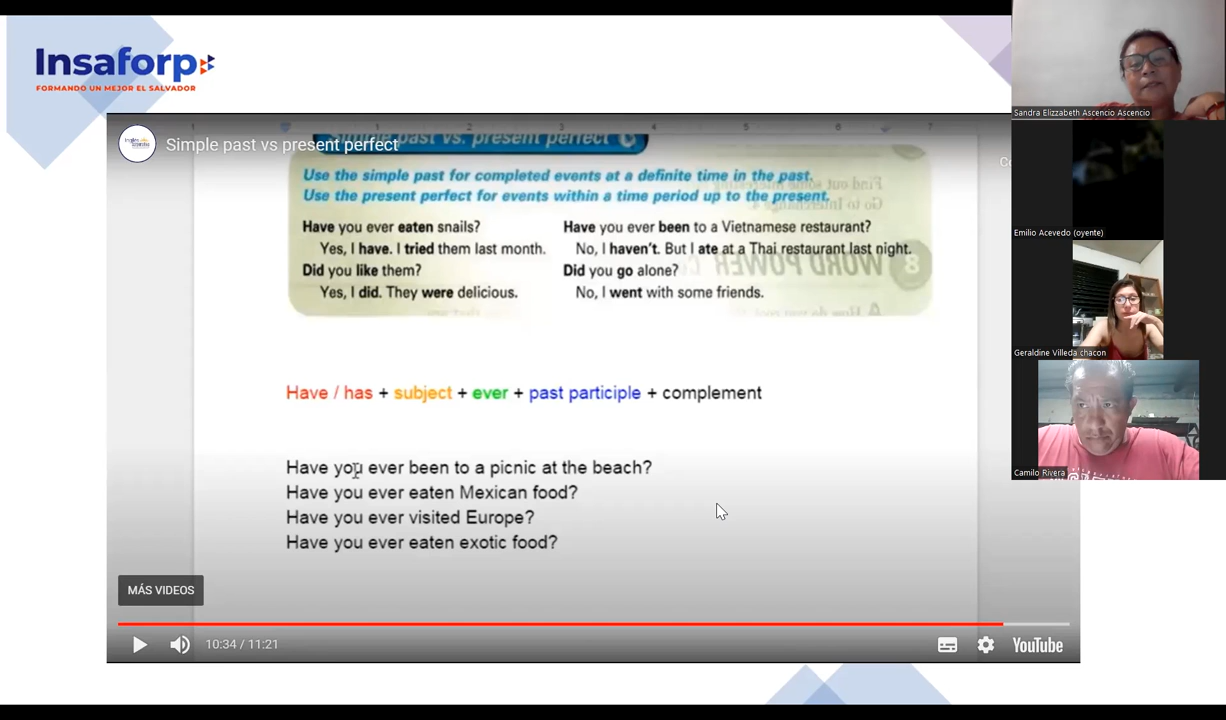 Insaforp
FORMANDO UN MEJOR EL SALVADOR
Simple past vs present perfect
past vs. present perfect
Use the simple past for completed events at a definite time in the past.
Use the present perfect for events within a time period up to the present.
Have you ever eaten snails?
Yes, I have. I tried them last month.
Did you like them?
Yes, I did. They were delicious.
Have you ever been to a Vietnamese restaurant?
No, I haven't. But I ate at a Thai restaurant last night.
Did you go alone?
No, I went with some friends.
8 WORD POWER
Have / has + subject + ever + past participle + complement
Have you ever been to a picnic at the beach?
Have you ever eaten Mexican food?
Have you ever visited Europe?
Have you ever eaten exotic food?
MÁS VIDEOS
10:34 / 11:21
YouTube
Sandra Elizzabeth Ascencio Ascencio
Emilio Acevedo (oyente)
Geraldine Villeda chacon
Camilo Rivera